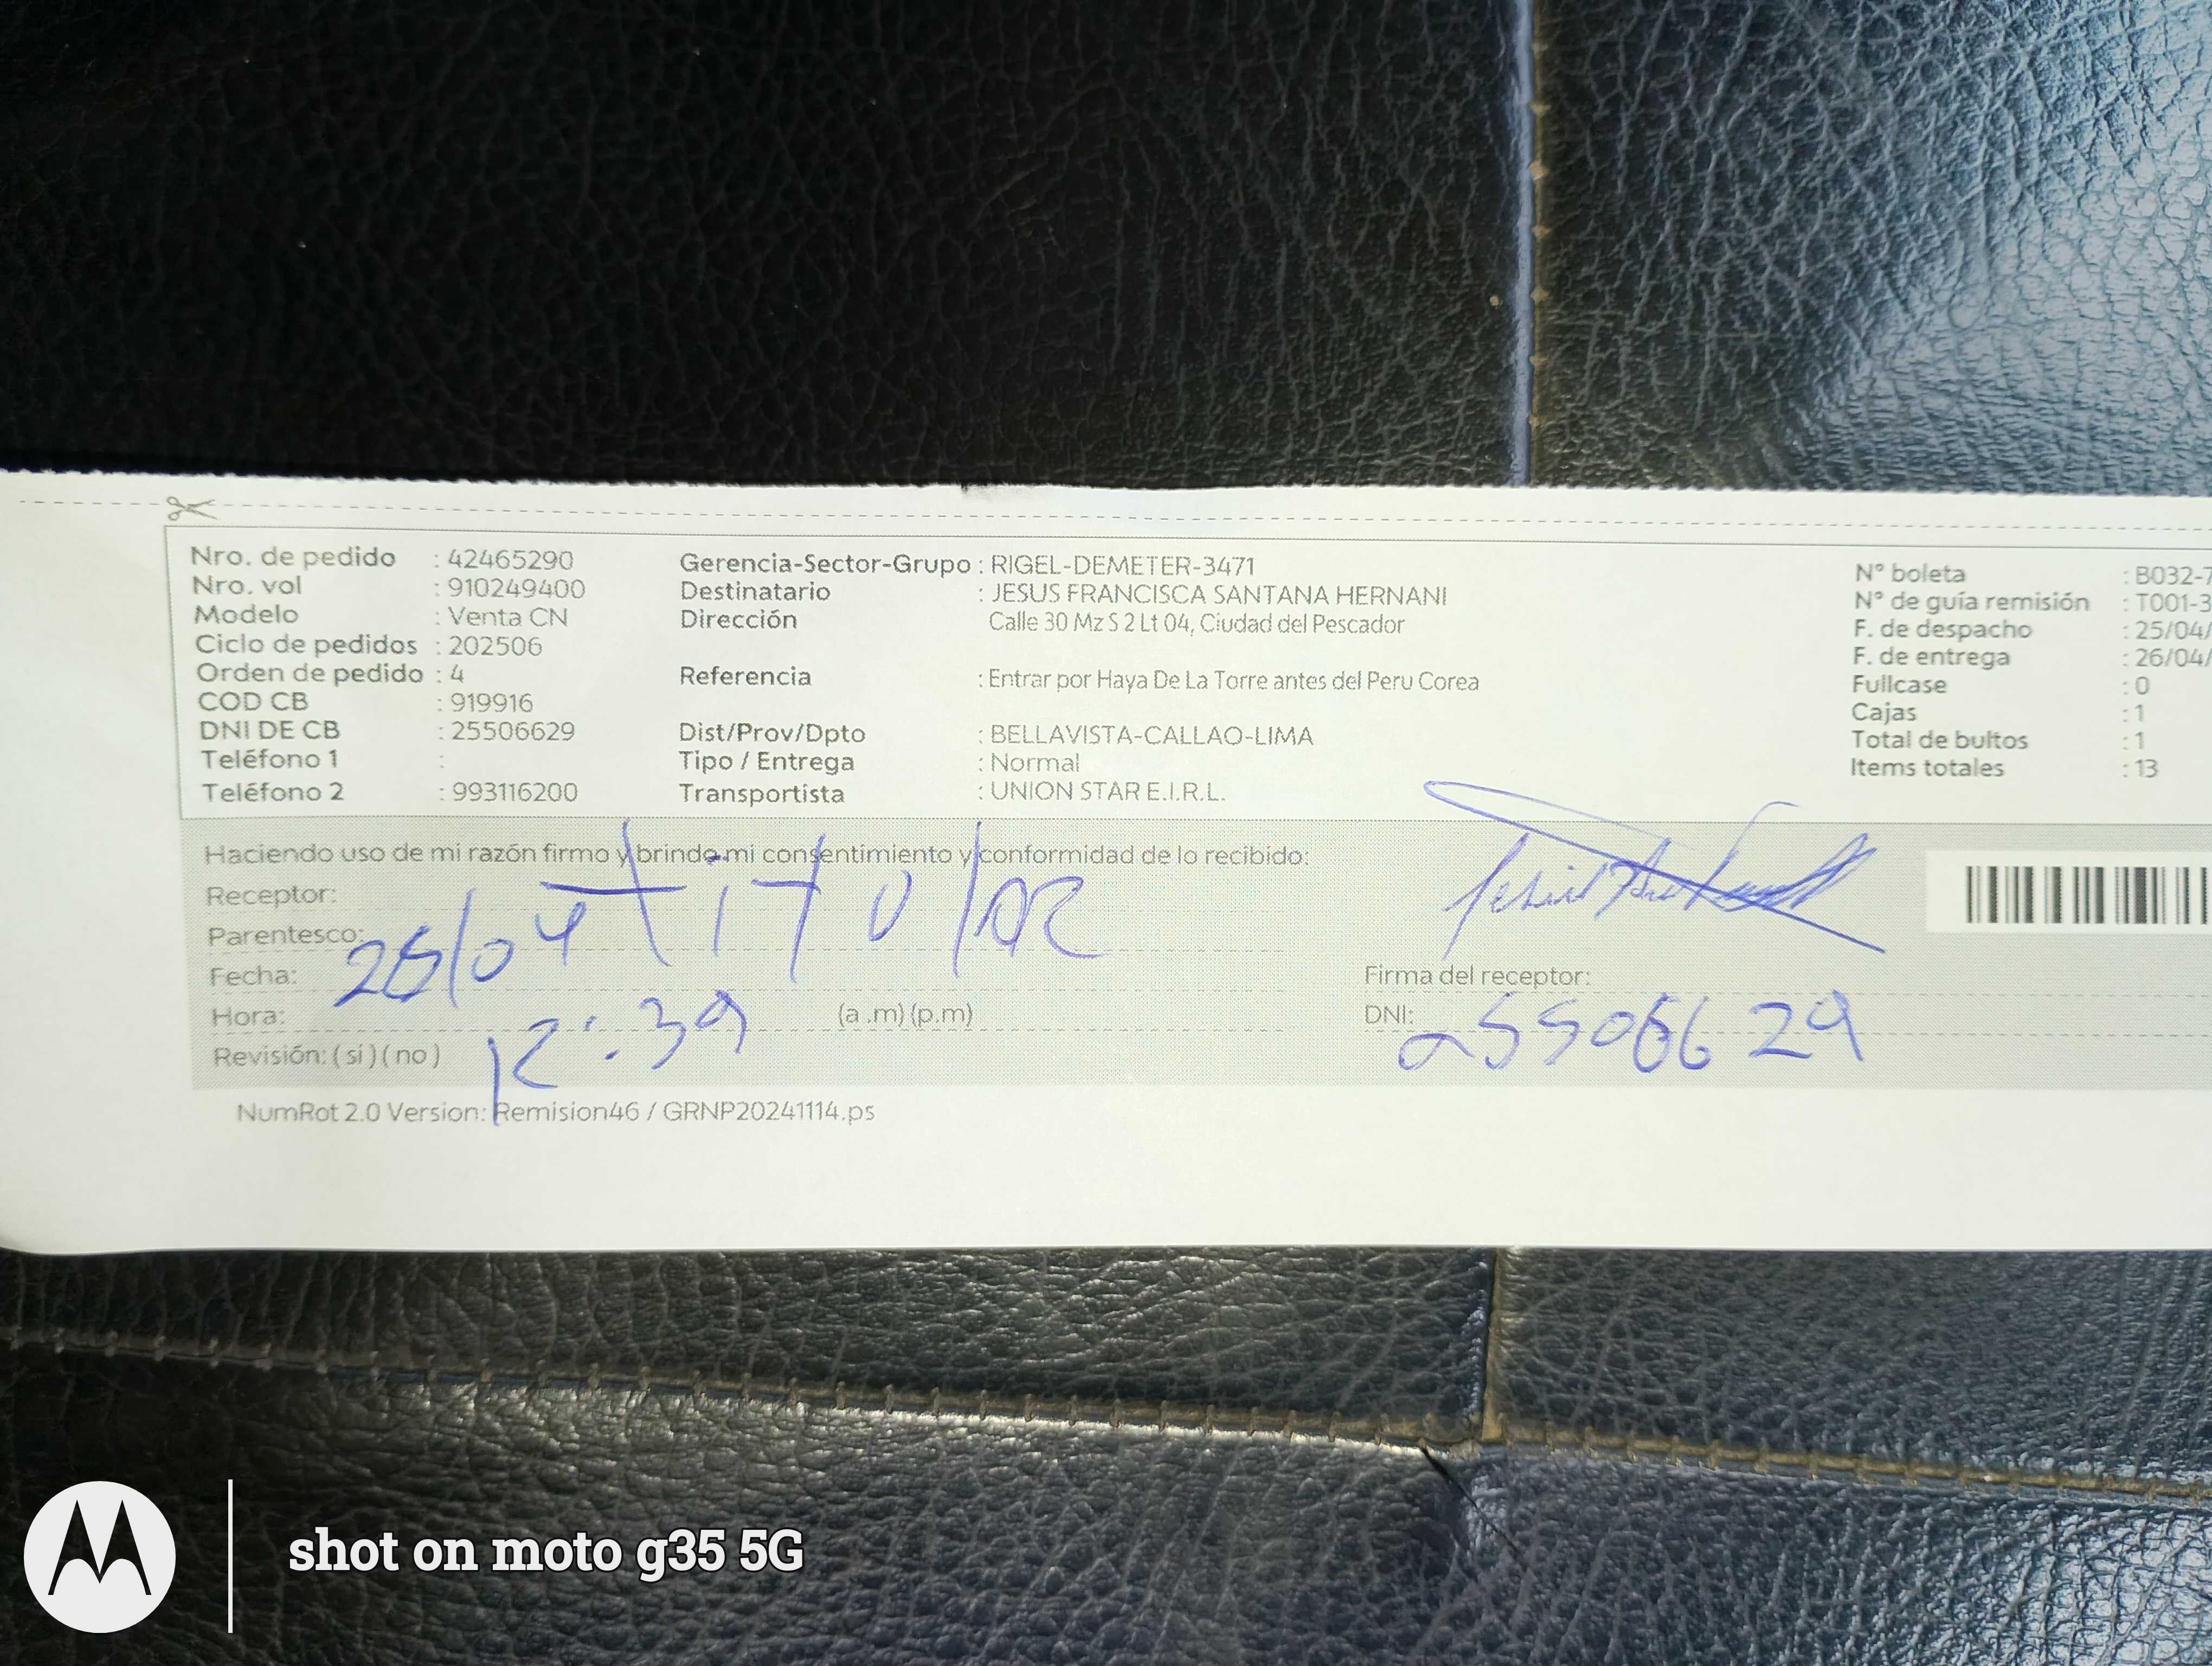 Nro. de pedido : 42465290
Nro. vol : 910249400
Modelo : Venta CN
Ciclo de pedidos : 202506
Orden de pedido : 4
COD CB : 919916
DNI DE CB : 25506629
Teléfono 1 :
Teléfono 2 : 993116200
Gerencia-Sector-Grupo : RIGEL-DEMETER-3471
Destinatario : JESUS FRANCISCA SANTANA HERNANI
Dirección Calle 30 Mz S 2 Lt 04, Ciudad del Pescador
Referencia : Entrar por Haya De La Torre antes del Peru Corea
Dist/Prov/Dpto : BELLAVISTA-CALLAO-LIMA
Tipo / Entrega : Normal
Transportista : UNION STAR E.I.R.L.
N° boleta : B032-7
N° de guía remisión : T001-3
F. de despacho : 25/04/
F. de entrega : 26/04/
Fullcase : 0
Cajas : 1
Total de bultos : 1
Items totales : 13
Haciendo uso de mi razón firmo y brindo mi consentimiento y conformidad de lo recibido:
Receptor: Titular
Parentesco:
Fecha:
Hora: 12:39 (a .m) (p.m)
Revisión: ( si ) ( no )
Firma del receptor:
DNI: 25506629
NumRot 2.0 Version: Remision46 / GRNP20241114.ps
shot on moto g35 5G